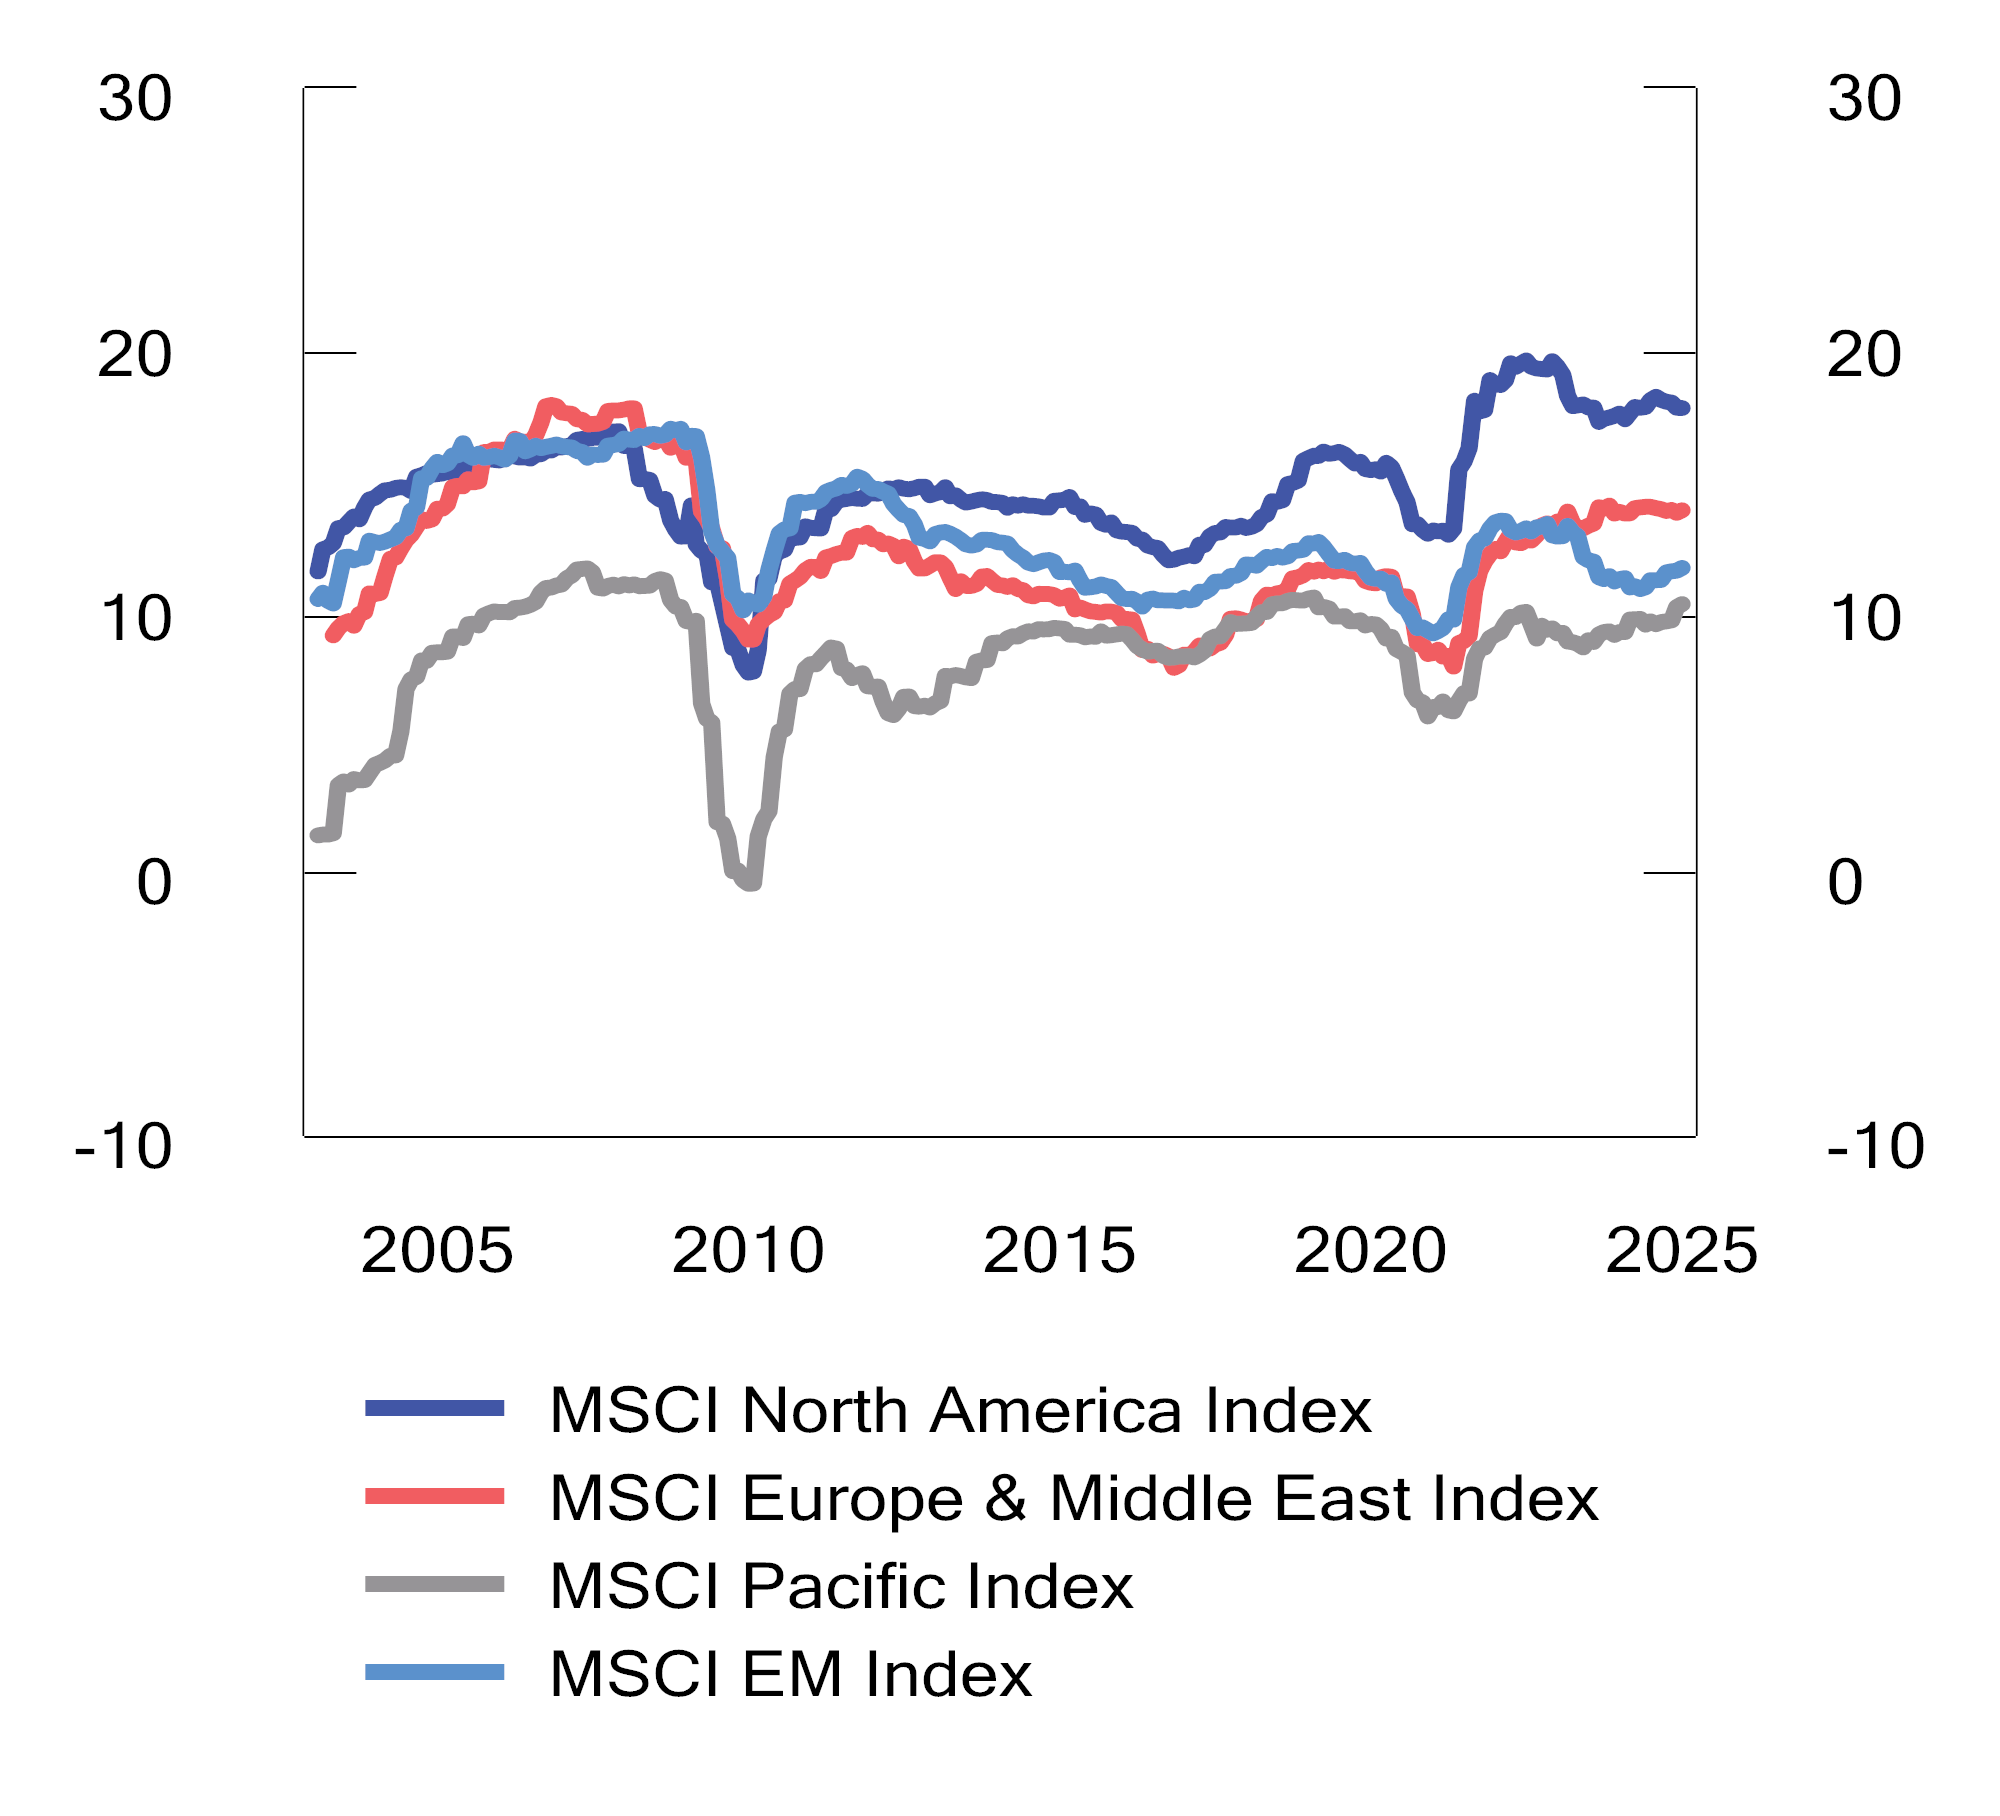 30 30
20 20
10 10
0 0
-10 -10
2005 2010 2015 2020 2025
MSCI North America Index
MSCI Europe & Middle East Index
MSCI Pacific Index
MSCI EM Index